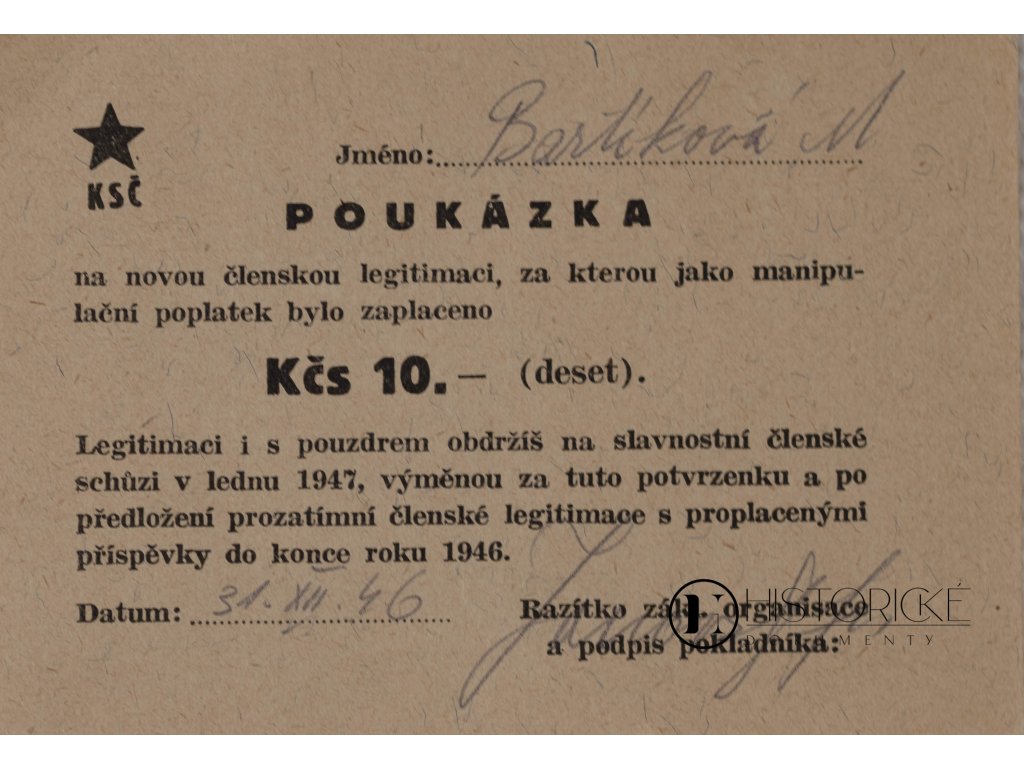 KSČ
Jméno: Bartíková M
POUKÁZKA
na novou členskou legitimaci, za kterou jako manipu-
lační poplatek bylo zaplaceno
Kčs 10.— (deset).
Legitimaci i s pouzdrem obdržíš na slavnostní členské
schůzi v lednu 1947, výměnou za tuto potvrzenku a po
předložení prozatímní členské legitimace s proplacenými
příspěvky do konce roku 1946.
Datum: 31. XII. 46
Razítko zákl. organisace
a podpis pokladníka:
HISTORICKÉ
DOKUMENTY